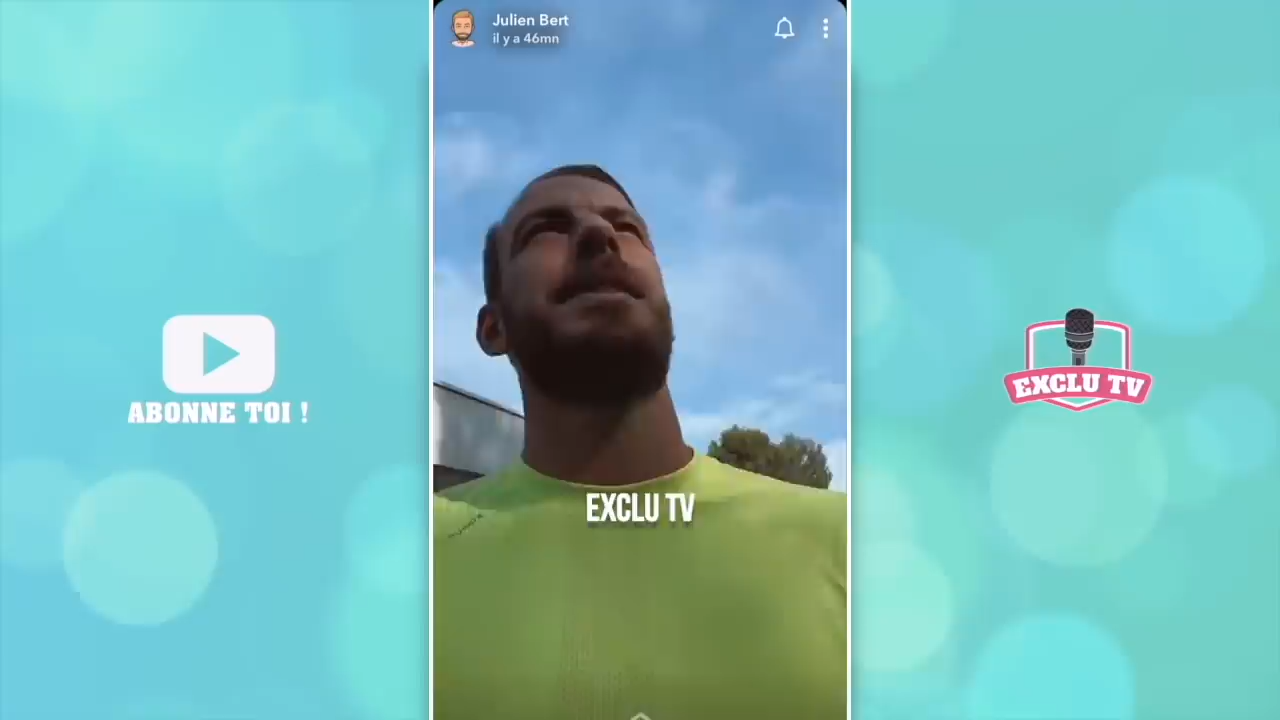 Julien Bert
il y a 46mn
ABONNE TOI !
EXCLU TV
EXCLU TV